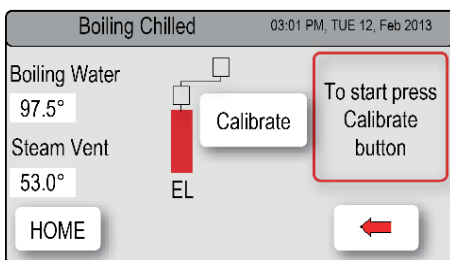 Boiling Chilled
03:01 PM, TUE 12, Feb 2013
Boiling Water
97.5°
Steam Vent
53.0°
EL
Calibrate
To start press
Calibrate
button
HOME